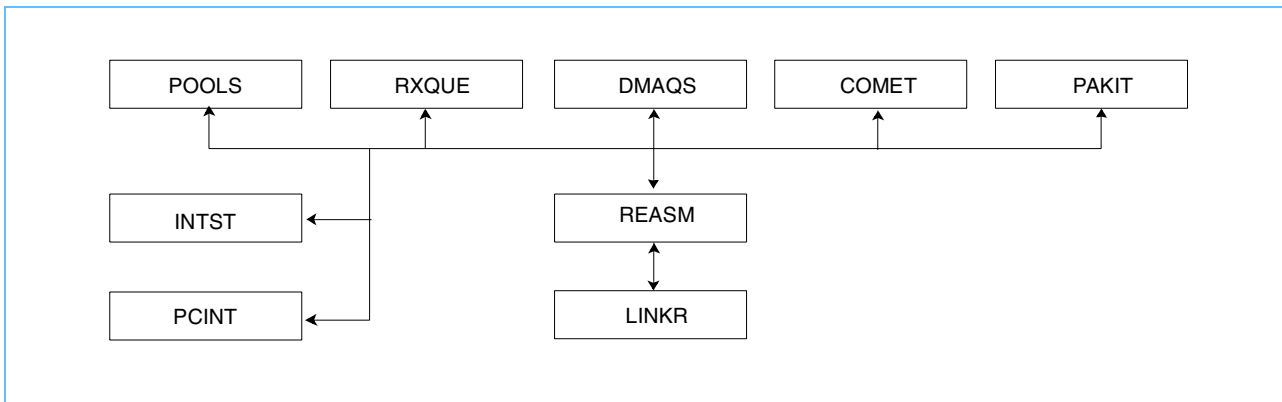 POOLS
RXQUE
DMAQS
COMET
PAKIT
INTST
REASM
PCINT
LINKR